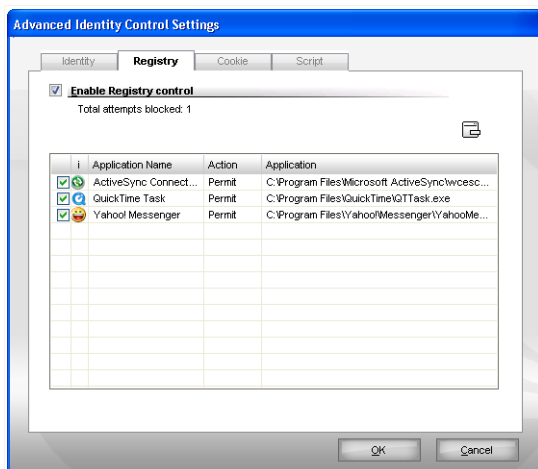 Advanced Identity Control Settings
Identity Registry Cookie Script
Enable Registry control
Total attempts blocked: 1
i Application Name Action Application
ActiveSync Connect... Permit C:\Program Files\Microsoft ActiveSync\wcesc...
QuickTime Task Permit C:\Program Files\QuickTime\QTTask.exe
Yahoo! Messenger Permit C:\Program Files\Yahoo!\Messenger\YahooMe...
OK Cancel